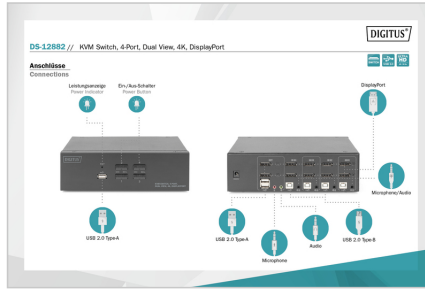 DIGITUS®
DS-12882 // KVM Switch, 4-Port, Dual View, 4K, DisplayPort
Anschlüsse
Connections
Leistungsanzeige
Power Indicator
Ein-/Aus-Schalter
Power Button
DisplayPort
DIGITUS
Microphone/Audio
USB 2.0 Type-A
USB 2.0 Type-A
Microphone
Audio
USB 2.0 Type-B